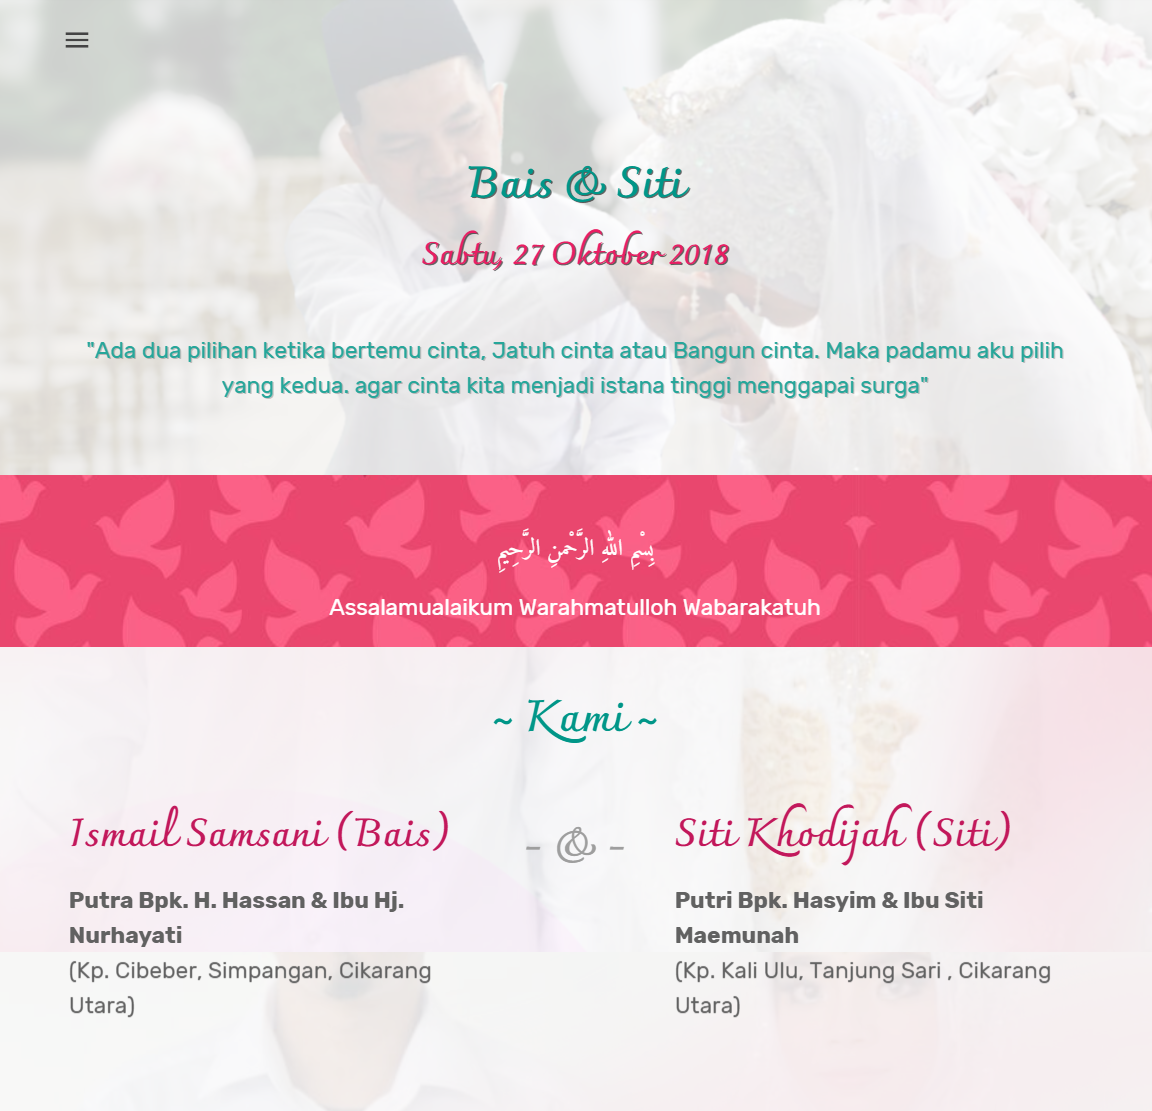 Bais & Siti
Sabtu, 27 Oktober 2018
"Ada dua pilihan ketika bertemu cinta, Jatuh cinta atau Bangun cinta. Maka padamu aku pilih
yang kedua. agar cinta kita menjadi istana tinggi menggapai surga"
بِسْمِ اللهِ الرَّحْمنِ الرَّحِيمِ
Assalamualaikum Warahmatulloh Wabarakatuh
~ Kami ~
Ismail Samsani (Bais)
- & -
Siti Khodijah (Siti)
Putra Bpk. H. Hassan & Ibu Hj.
Nurhayati
(Kp. Cibeber, Simpangan, Cikarang
Utara)
Putri Bpk. Hasyim & Ibu Siti
Maemunah
(Kp. Kali Ulu, Tanjung Sari , Cikarang
Utara)